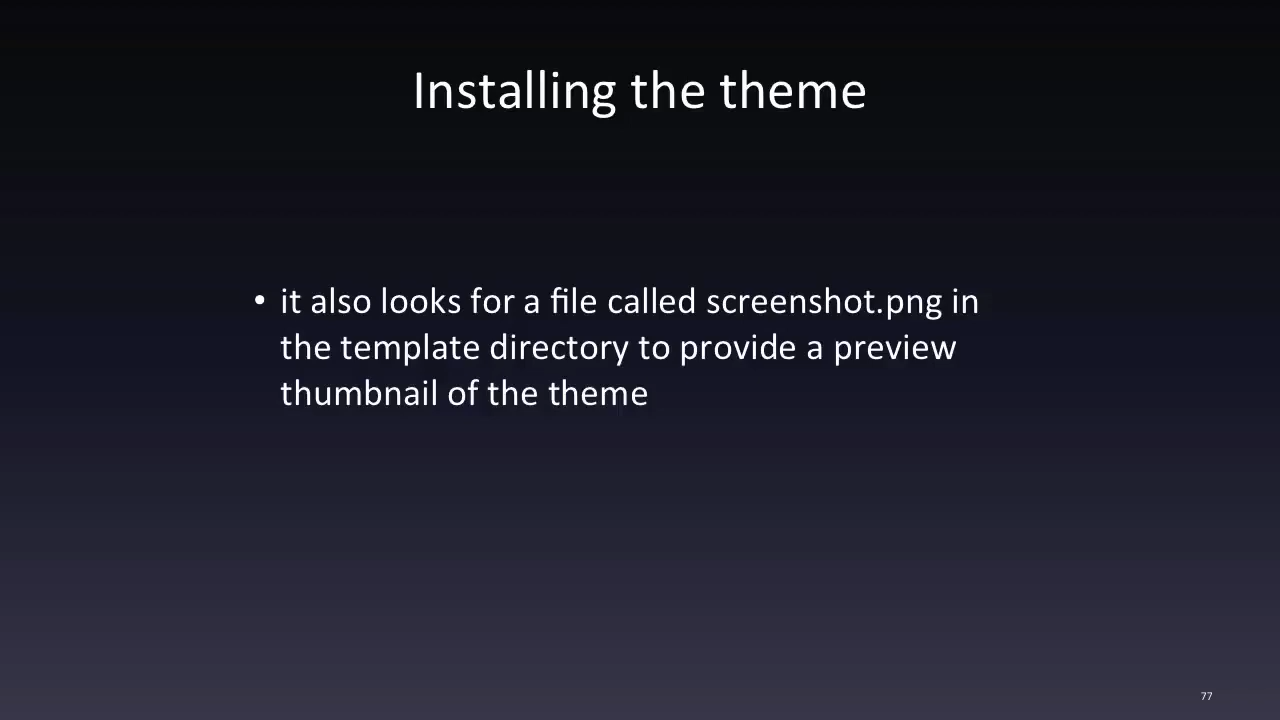 Installing the theme
• it also looks for a file called screenshot.png in
the template directory to provide a preview
thumbnail of the theme
77